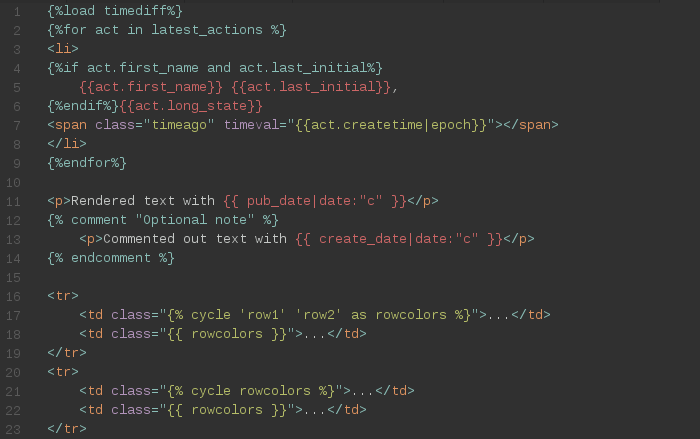 1 {%load timediff%}
2 {%for act in latest_actions %}
3 <li>
4 {%if act.first_name and act.last_initial%}
5     {{act.first_name}} {{act.last_initial}},
6 {%endif%}{{act.long_state}}
7 <span class="timeago" timeval="{{act.createtime|epoch}}"></span>
8 </li>
9 {%endfor%}
10
11 <p>Rendered text with {{ pub_date|date:"c" }}</p>
12 {% comment "Optional note" %}
13     <p>Commented out text with {{ create_date|date:"c" }}</p>
14 {% endcomment %}
15
16 <tr>
17     <td class="{% cycle 'row1' 'row2' as rowcolors %}">...</td>
18     <td class="{{ rowcolors }}">...</td>
19 </tr>
20 <tr>
21     <td class="{% cycle rowcolors %}">...</td>
22     <td class="{{ rowcolors }}">...</td>
23 </tr>